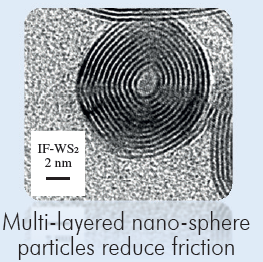 IF-WS₂
2 nm
Multi-layered nano-sphere
particles reduce friction